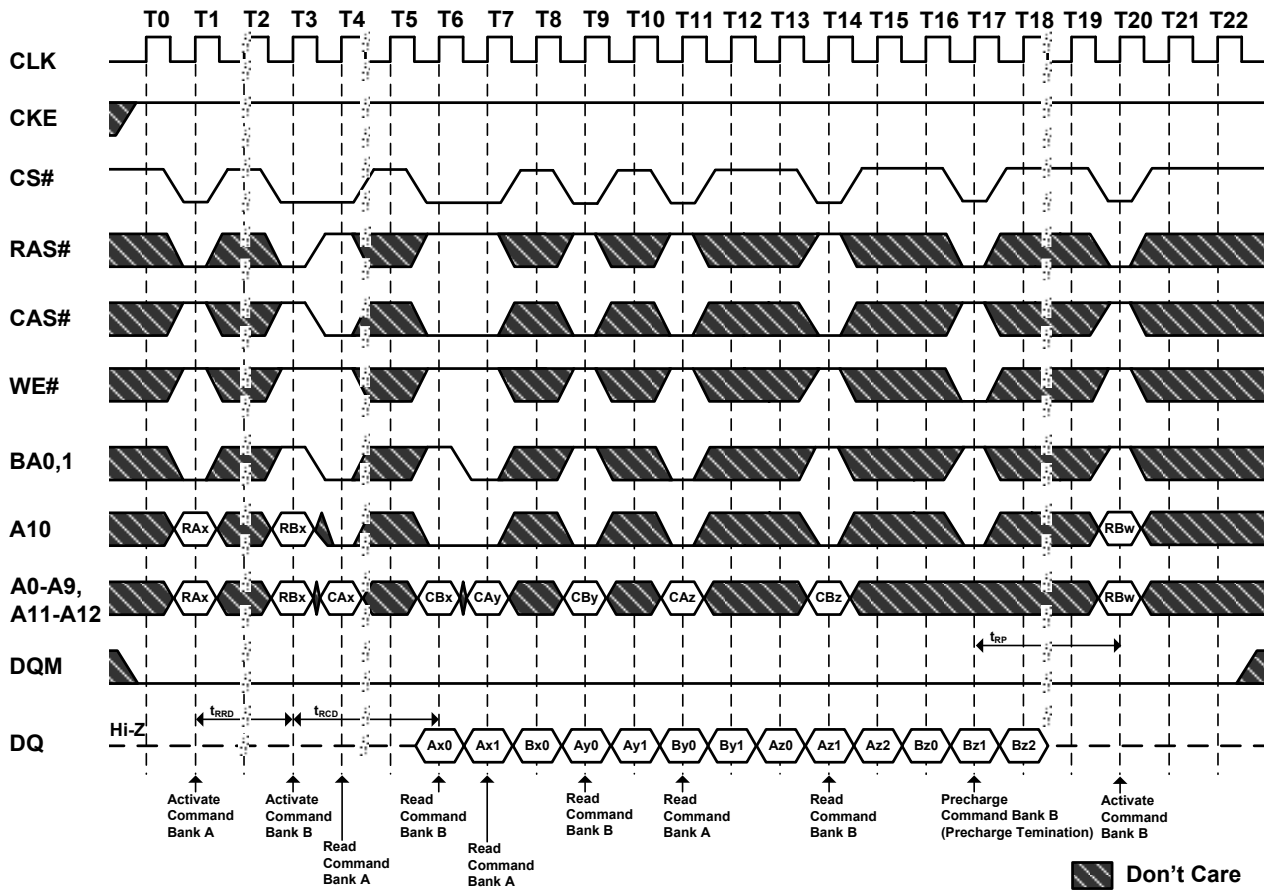 T0 T1 T2 T3 T4 T5 T6 T7 T8 T9 T10 T11 T12 T13 T14 T15 T16 T17 T18 T19 T20 T21 T22
CLK
CKE
CS#
RAS#
CAS#
WE#
BA0,1
A10
RAx RBx RBw
A0-A9,
A11-A12
RAx RBx CAx CBx CAy CBy CAz CBz RBw
tRP
DQM
tRRD tRCD
Hi-Z
DQ
Ax0 Ax1 Bx0 Ay0 Ay1 By0 By1 Az0 Az1 Az2 Bz0 Bz1 Bz2
Activate
Command
Bank A
Activate
Command
Bank B
Read
Command
Bank A
Read
Command
Bank B
Read
Command
Bank A
Read
Command
Bank B
Read
Command
Bank A
Read
Command
Bank B
Precharge
Command Bank B
(Precharge Temination)
Activate
Command
Bank B
Don't Care